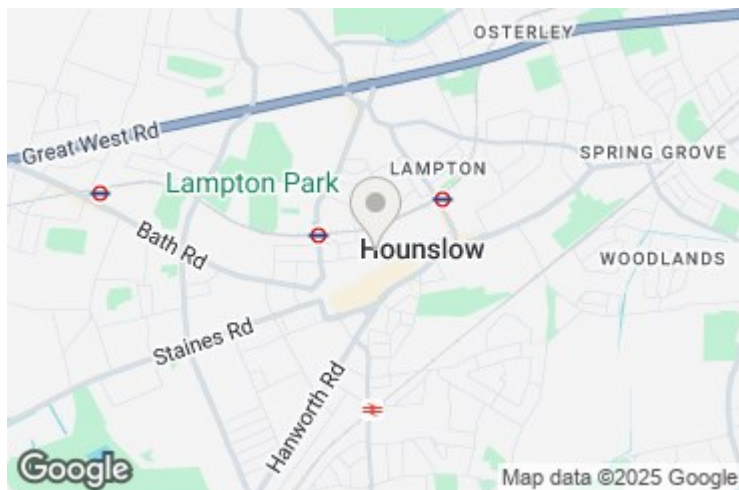 OSTERLEY
Great West Rd
SPRING GROVE
LAMPTON
Lampton Park
Bath Rd
Hounslow
WOODLANDS
Staines Rd
Hanworth Rd
Google
Map data ©2025 Google